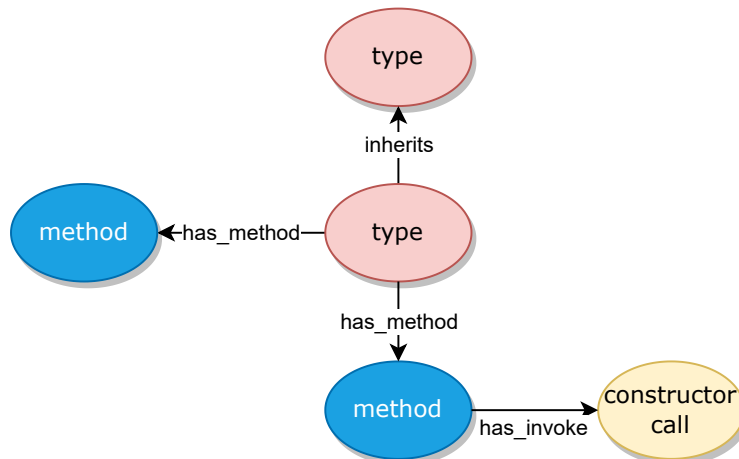 type
inherits
method
has_method
type
has_method
method
has_invoke
constructor
call